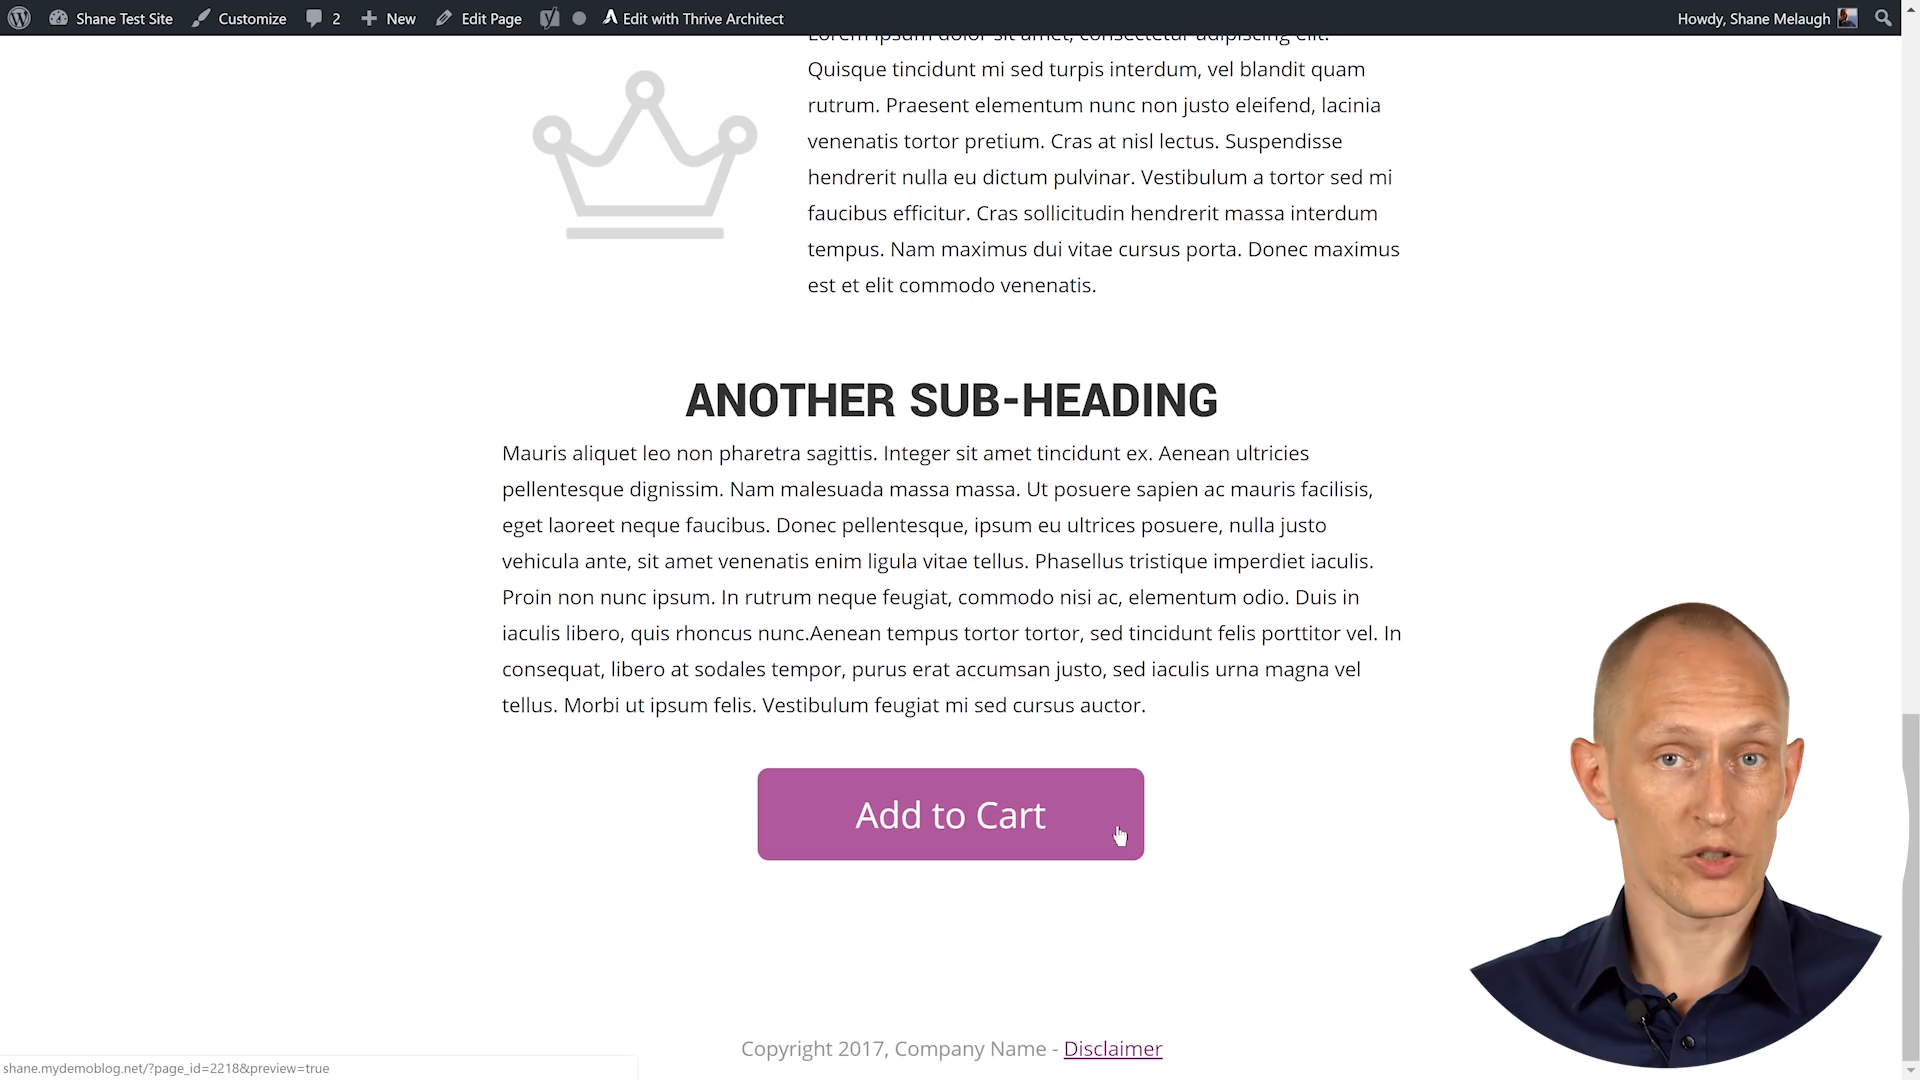 Shane Test Site Customize 2 New Edit Page Edit with Thrive Architect Howdy, Shane Melaugh
Lorem ipsum dolor sit amet, consectetur adipiscing elit.
Quisque tincidunt mi sed turpis interdum, vel blandit quam
rutrum. Praesent elementum nunc non justo eleifend, lacinia
venenatis tortor pretium. Cras at nisl lectus. Suspendisse
hendrerit nulla eu dictum pulvinar. Vestibulum a tortor sed mi
faucibus efficitur. Cras sollicitudin hendrerit massa interdum
tempus. Nam maximus dui vitae cursus porta. Donec maximus
est et elit commodo venenatis.
ANOTHER SUB-HEADING
Mauris aliquet leo non pharetra sagittis. Integer sit amet tincidunt ex. Aenean ultricies
pellentesque dignissim. Nam malesuada massa massa. Ut posuere sapien ac mauris facilisis,
eget laoreet neque faucibus. Donec pellentesque, ipsum eu ultrices posuere, nulla justo
vehicula ante, sit amet venenatis enim ligula vitae tellus. Phasellus tristique imperdiet iaculis.
Proin non nunc ipsum. In rutrum neque feugiat, commodo nisi ac, elementum odio. Duis in
iaculis libero, quis rhoncus nunc.Aenean tempus tortor tortor, sed tincidunt felis porttitor vel. In
consequat, libero at sodales tempor, purus erat accumsan justo, sed iaculis urna magna vel
tellus. Morbi ut ipsum felis. Vestibulum feugiat mi sed cursus auctor.
Add to Cart
Copyright 2017, Company Name - Disclaimer
shane.mydemoblog.net/?page_id=2218&preview=true